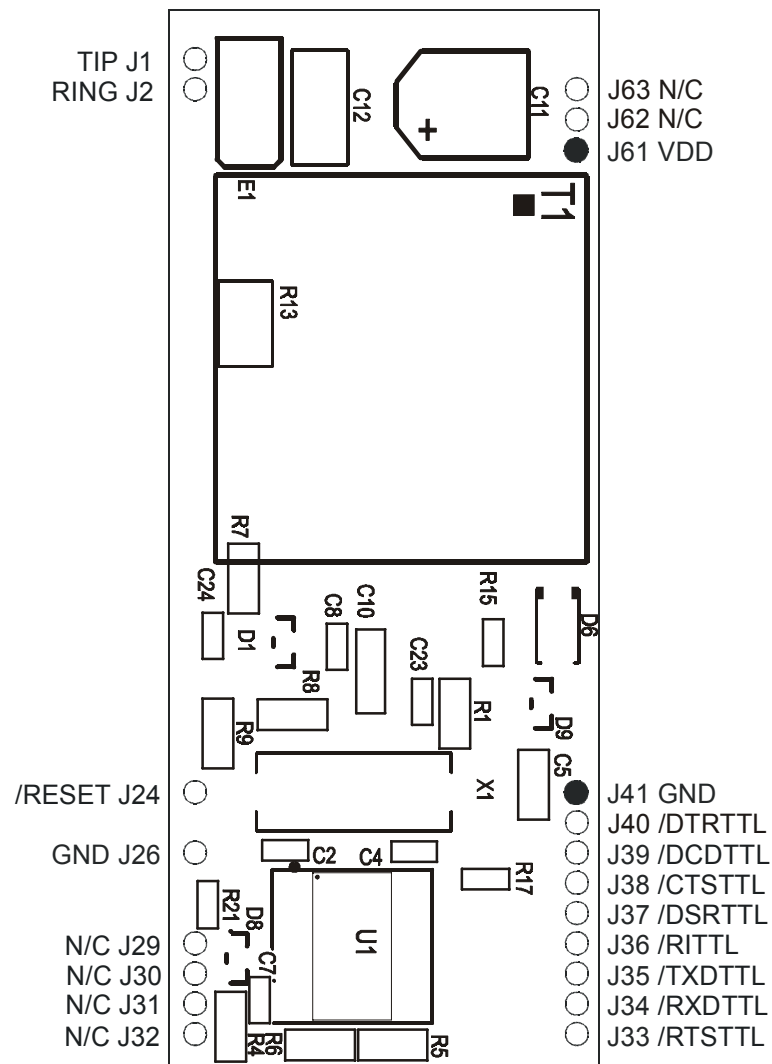 TIP J1
RING J2
J63 N/C
J62 N/C
J61 VDD
C12
C11
+
E1
T1
R13
R7
C24
D1
C8
C10
R15
D6
C23
R8
R1
D9
R9
C5
X1
/RESET J24
J41 GND
J40 /DTRTTL
GND J26
C2
C4
J39 /DCDTTL
R17
J38 /CTSTTL
R21
D8
J37 /DSRTTL
U1
N/C J29
J36 /RITTL
C7
N/C J30
J35 /TXDTTL
N/C J31
J34 /RXDTTL
N/C J32
R4
R6
R5
J33 /RTSTTL